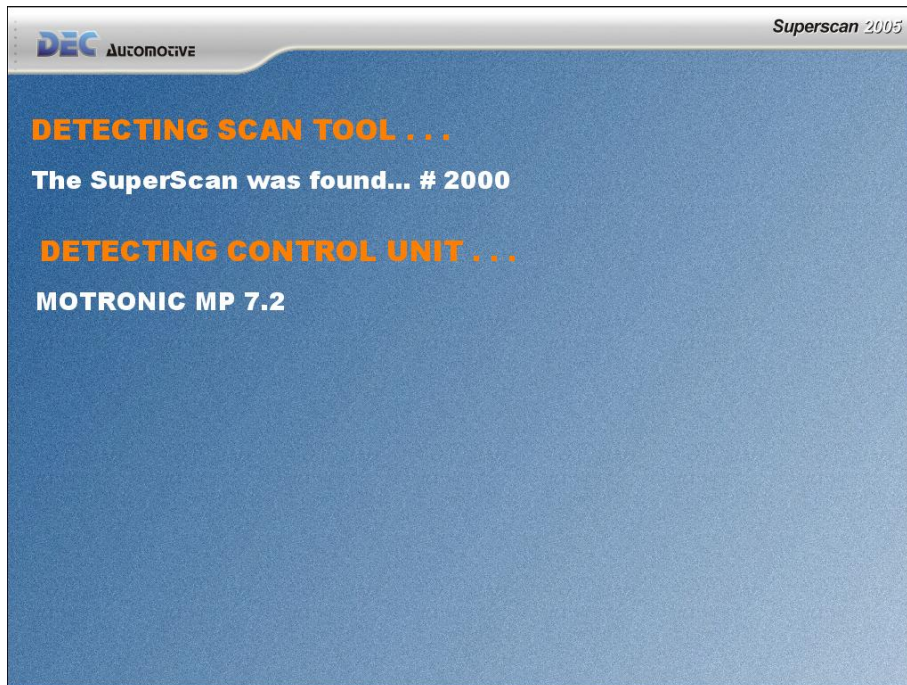 DEC Automotive
Superscan 2005
DETECTING SCAN TOOL . . .
The SuperScan was found... # 2000
DETECTING CONTROL UNIT . . .
MOTRONIC MP 7.2